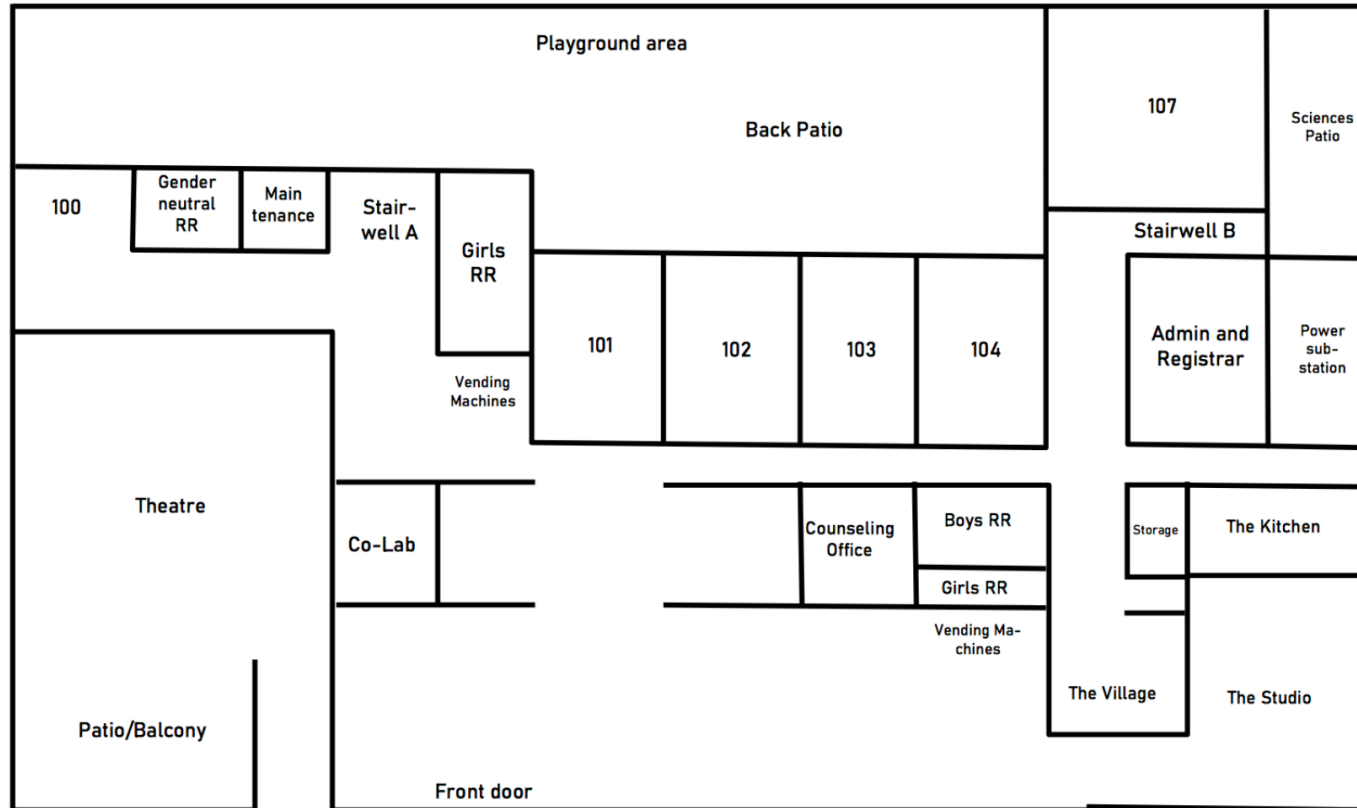 Playground area
Back Patio
107
Sciences
Patio
100
Gender
neutral
RR
Main
tenance
Stair-
well A
Girls
RR
Stairwell B
101
102
103
104
Admin and
Registrar
Power
sub-
station
Vending
Machines
Theatre
Co-Lab
Counseling
Office
Boys RR
Girls RR
Storage
The Kitchen
Vending Ma-
chines
The Village
The Studio
Patio/Balcony
Front door